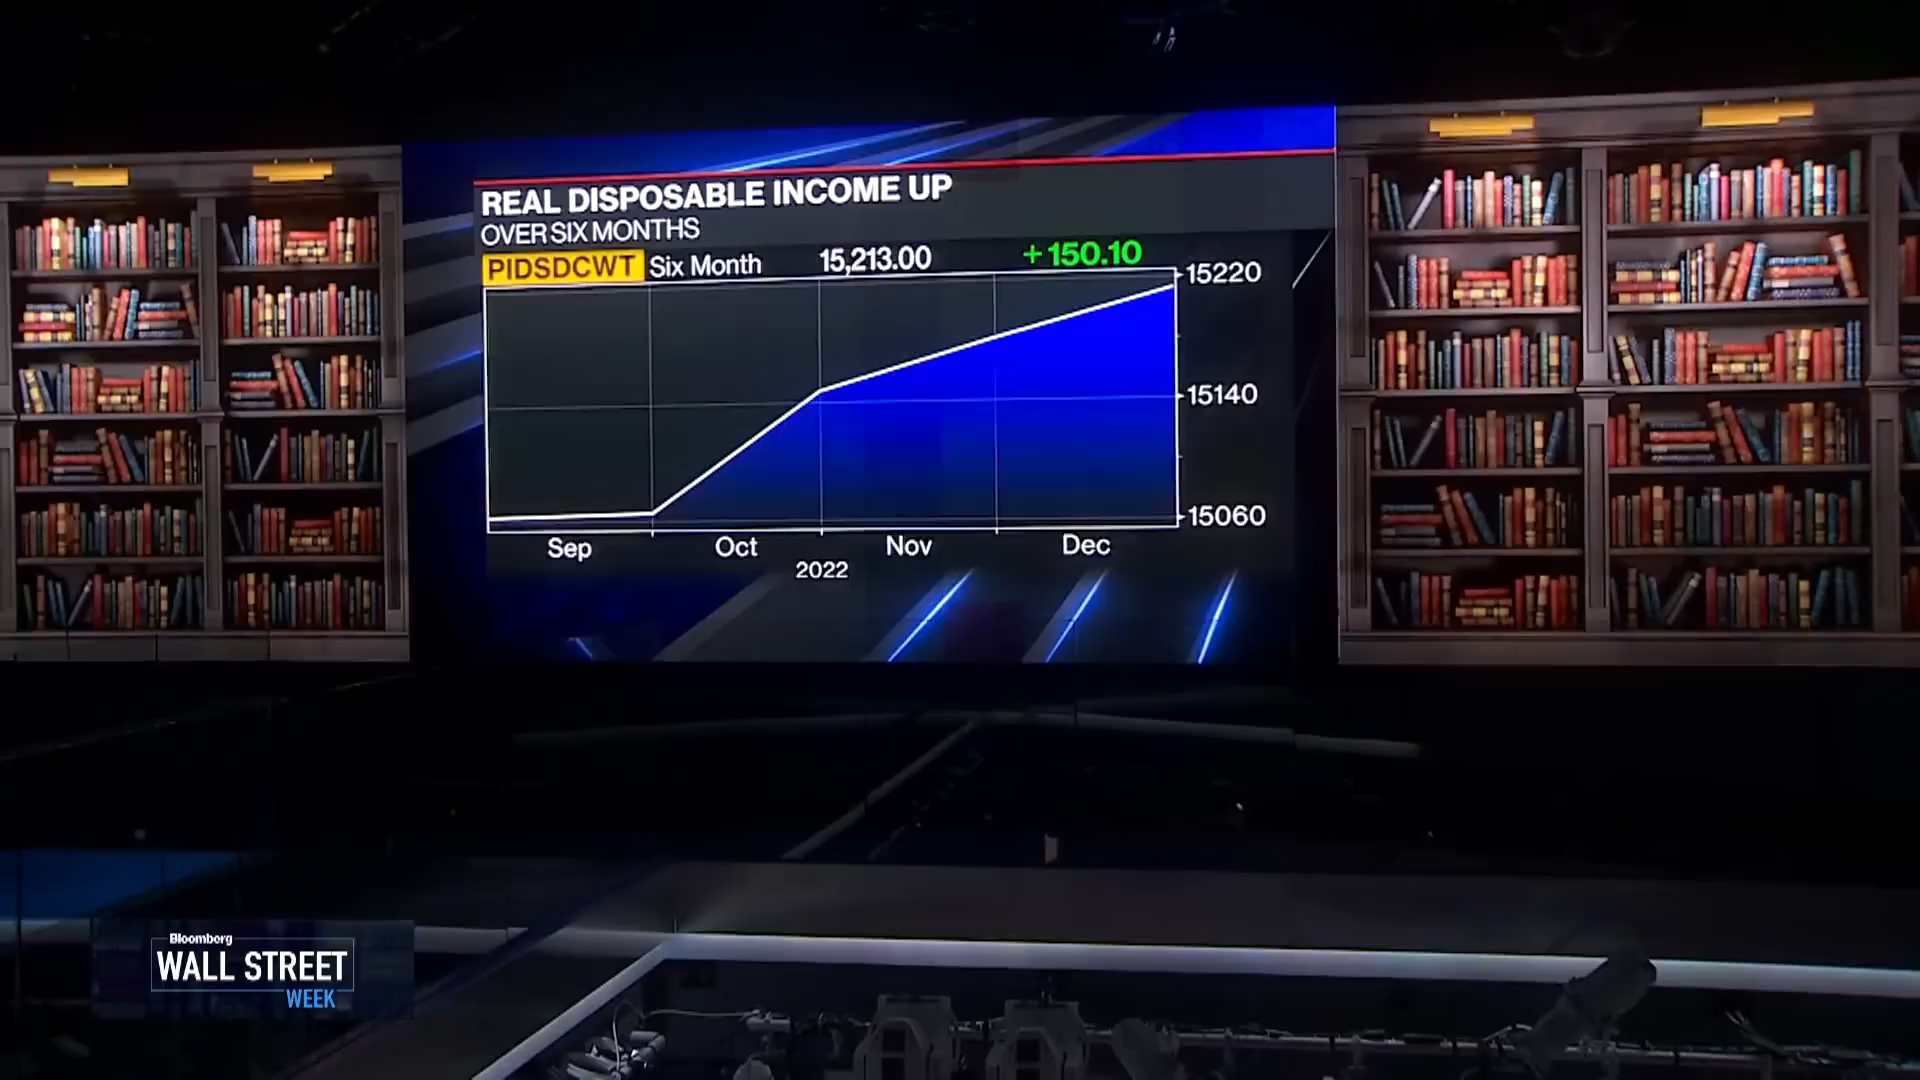 REAL DISPOSABLE INCOME UP
OVER SIX MONTHS
PIDSDCWT Six Month 15,213.00 +150.10
15220
15140
15060
Sep Oct Nov Dec
2022
Bloomberg
WALL STREET
WEEK